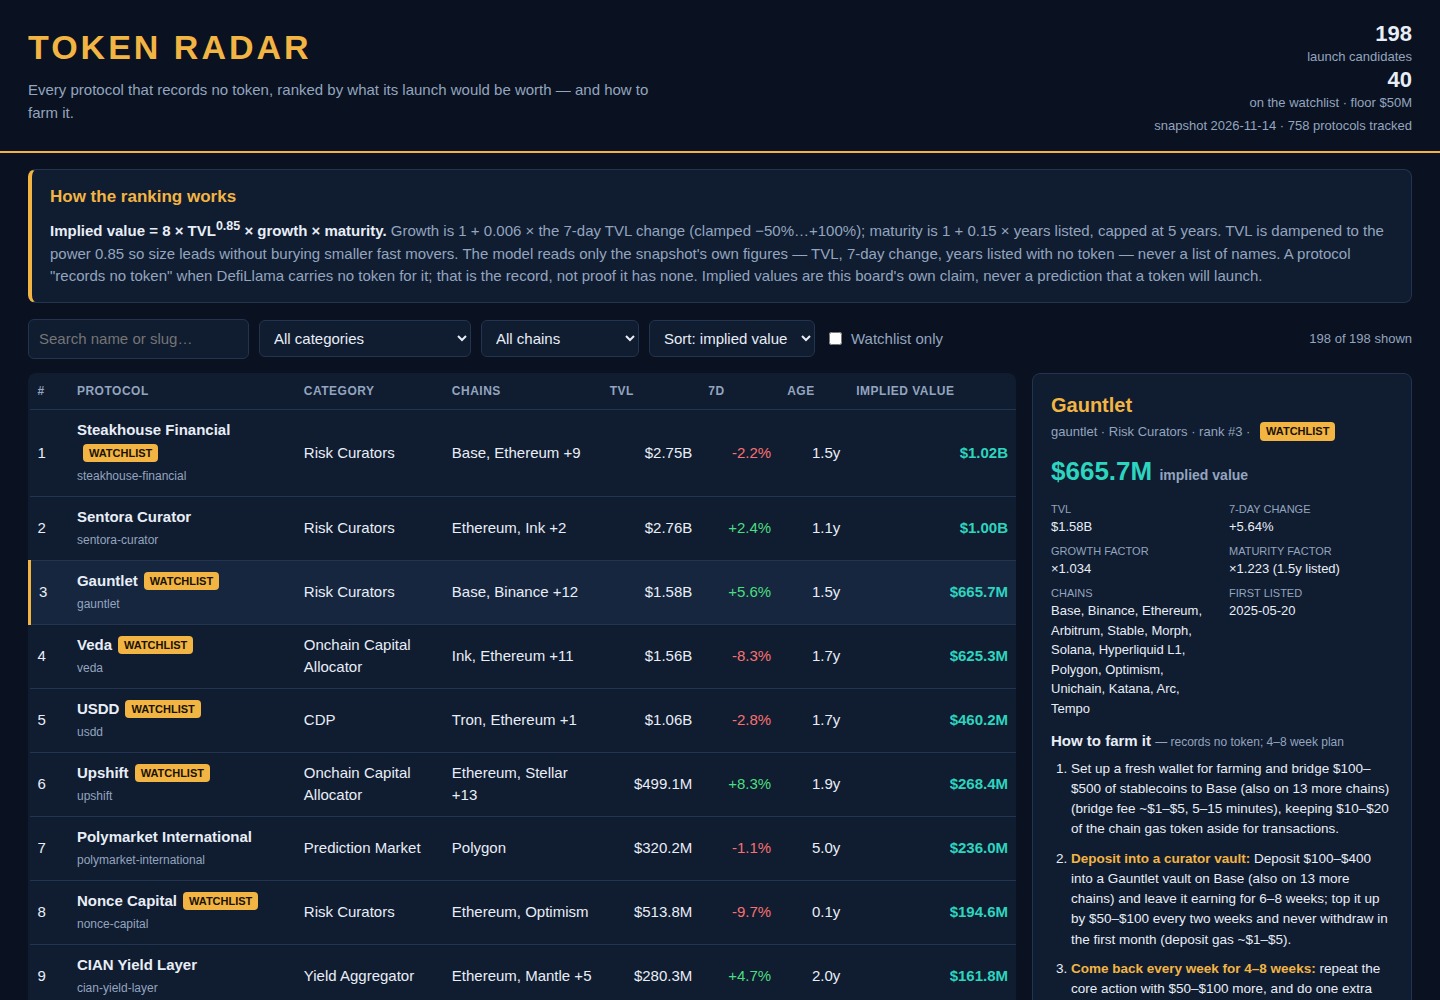 TOKEN RADAR
Every protocol that records no token, ranked by what its launch would be worth — and how to
farm it.
198
launch candidates
40
on the watchlist · floor $50M
snapshot 2026-11-14 · 758 protocols tracked
How the ranking works
Implied value = 8 × TVL^0.85 × growth × maturity. Growth is 1 + 0.006 × the 7-day TVL change (clamped −50%…+100%); maturity is 1 + 0.15 × years listed, capped at 5 years. TVL is dampened to the
power 0.85 so size leads without burying smaller fast movers. The model reads only the snapshot's own figures — TVL, 7-day change, years listed with no token — never a list of names. A protocol
"records no token" when DefiLlama carries no token for it; that is the record, not proof it has none. Implied values are this board's own claim, never a prediction that a token will launch.
Search name or slug…
All categories
All chains
Sort: implied value
Watchlist only
198 of 198 shown
# PROTOCOL CATEGORY CHAINS TVL 7D AGE IMPLIED VALUE
Steakhouse Financial
1 WATCHLIST Risk Curators Base, Ethereum +9 $2.75B -2.2% 1.5y $1.02B
steakhouse-financial
Sentora Curator
2 Risk Curators Ethereum, Ink +2 $2.76B +2.4% 1.1y $1.00B
sentora-curator
Gauntlet WATCHLIST
3 Risk Curators Base, Binance +12 $1.58B +5.6% 1.5y $665.7M
gauntlet
Veda WATCHLIST Onchain Capital
4 Ink, Ethereum +11 $1.56B -8.3% 1.7y $625.3M
veda Allocator
USDD WATCHLIST
5 CDP Tron, Ethereum +1 $1.06B -2.8% 1.7y $460.2M
usdd
Upshift WATCHLIST Onchain Capital Ethereum, Stellar
6 $499.1M +8.3% 1.9y $268.4M
upshift Allocator +13
Polymarket International
7 Prediction Market Polygon $320.2M -1.1% 5.0y $236.0M
polymarket-international
Nonce Capital WATCHLIST
8 Risk Curators Ethereum, Optimism $513.8M -9.7% 0.1y $194.6M
nonce-capital
CIAN Yield Layer
9 Yield Aggregator Ethereum, Mantle +5 $280.3M +4.7% 2.0y $161.8M
cian-yield-layer
Gauntlet
gauntlet · Risk Curators · rank #3 · WATCHLIST
$665.7M implied value
TVL 7-DAY CHANGE
$1.58B +5.64%
GROWTH FACTOR MATURITY FACTOR
×1.034 ×1.223 (1.5y listed)
CHAINS FIRST LISTED
Base, Binance, Ethereum, 2025-05-20
Arbitrum, Stable, Morph,
Solana, Hyperliquid L1,
Polygon, Optimism,
Unichain, Katana, Arc,
Tempo
How to farm it — records no token; 4–8 week plan
1. Set up a fresh wallet for farming and bridge $100–
$500 of stablecoins to Base (also on 13 more chains)
(bridge fee ~$1–$5, 5–15 minutes), keeping $10–$20
of the chain gas token aside for transactions.
2. Deposit into a curator vault: Deposit $100–$400
into a Gauntlet vault on Base (also on 13 more
chains) and leave it earning for 6–8 weeks; top it up
by $50–$100 every two weeks and never withdraw in
the first month (deposit gas ~$1–$5).
3. Come back every week for 4–8 weeks: repeat the
core action with $50–$100 more, and do one extra